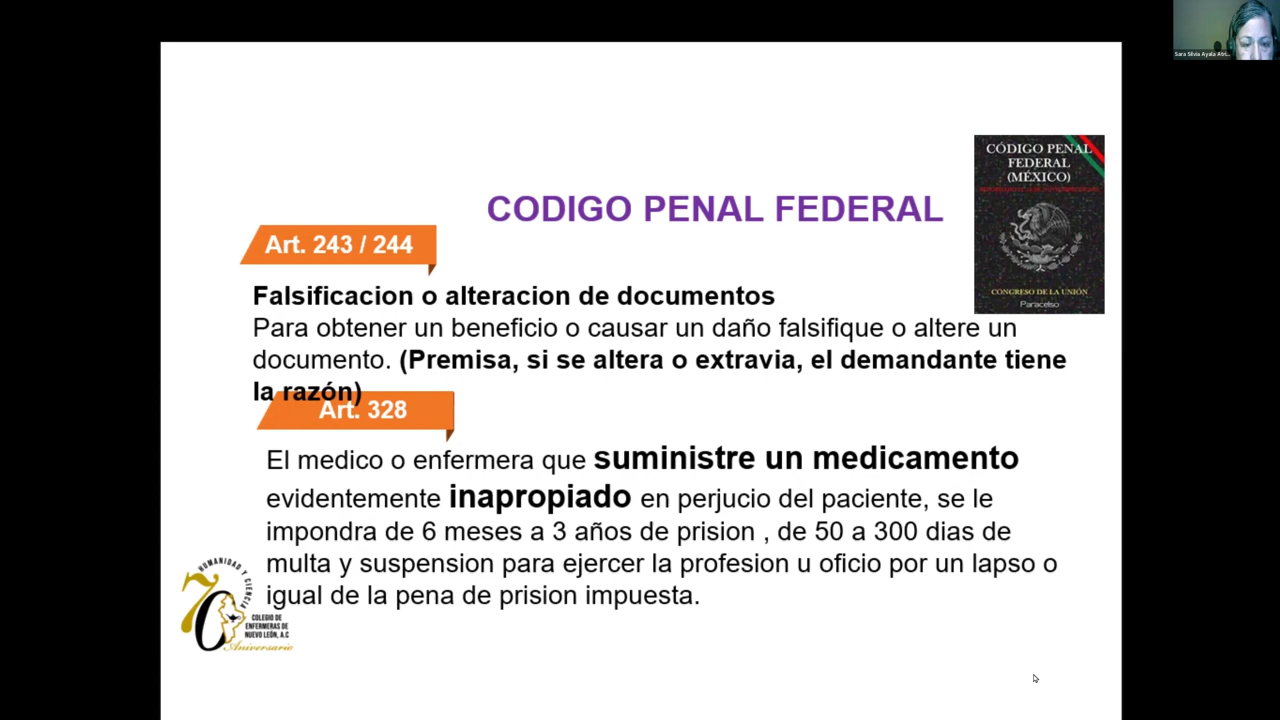 Sara Silvia Ayala Atri...
CÓDIGO PENAL
FEDERAL
(MÉXICO)
CODIGO PENAL FEDERAL
Art. 243 / 244
CONGRESO DE LA UNIÓN
Paracelso
Falsificacion o alteracion de documentos
Para obtener un beneficio o causar un daño falsifique o altere un
documento. (Premisa, si se altera o extravia, el demandante tiene
la razón)
Art. 328
El medico o enfermera que suministre un medicamento
evidentemente inapropiado en perjucio del paciente, se le
impondra de 6 meses a 3 años de prision , de 50 a 300 dias de
multa y suspension para ejercer la profesion u oficio por un lapso o
igual de la pena de prision impuesta.
HUMANIDAD Y CIENCIA
70
COLEGIO DE
ENFERMERAS DE
NUEVO LEÓN, A.C
Aniversario